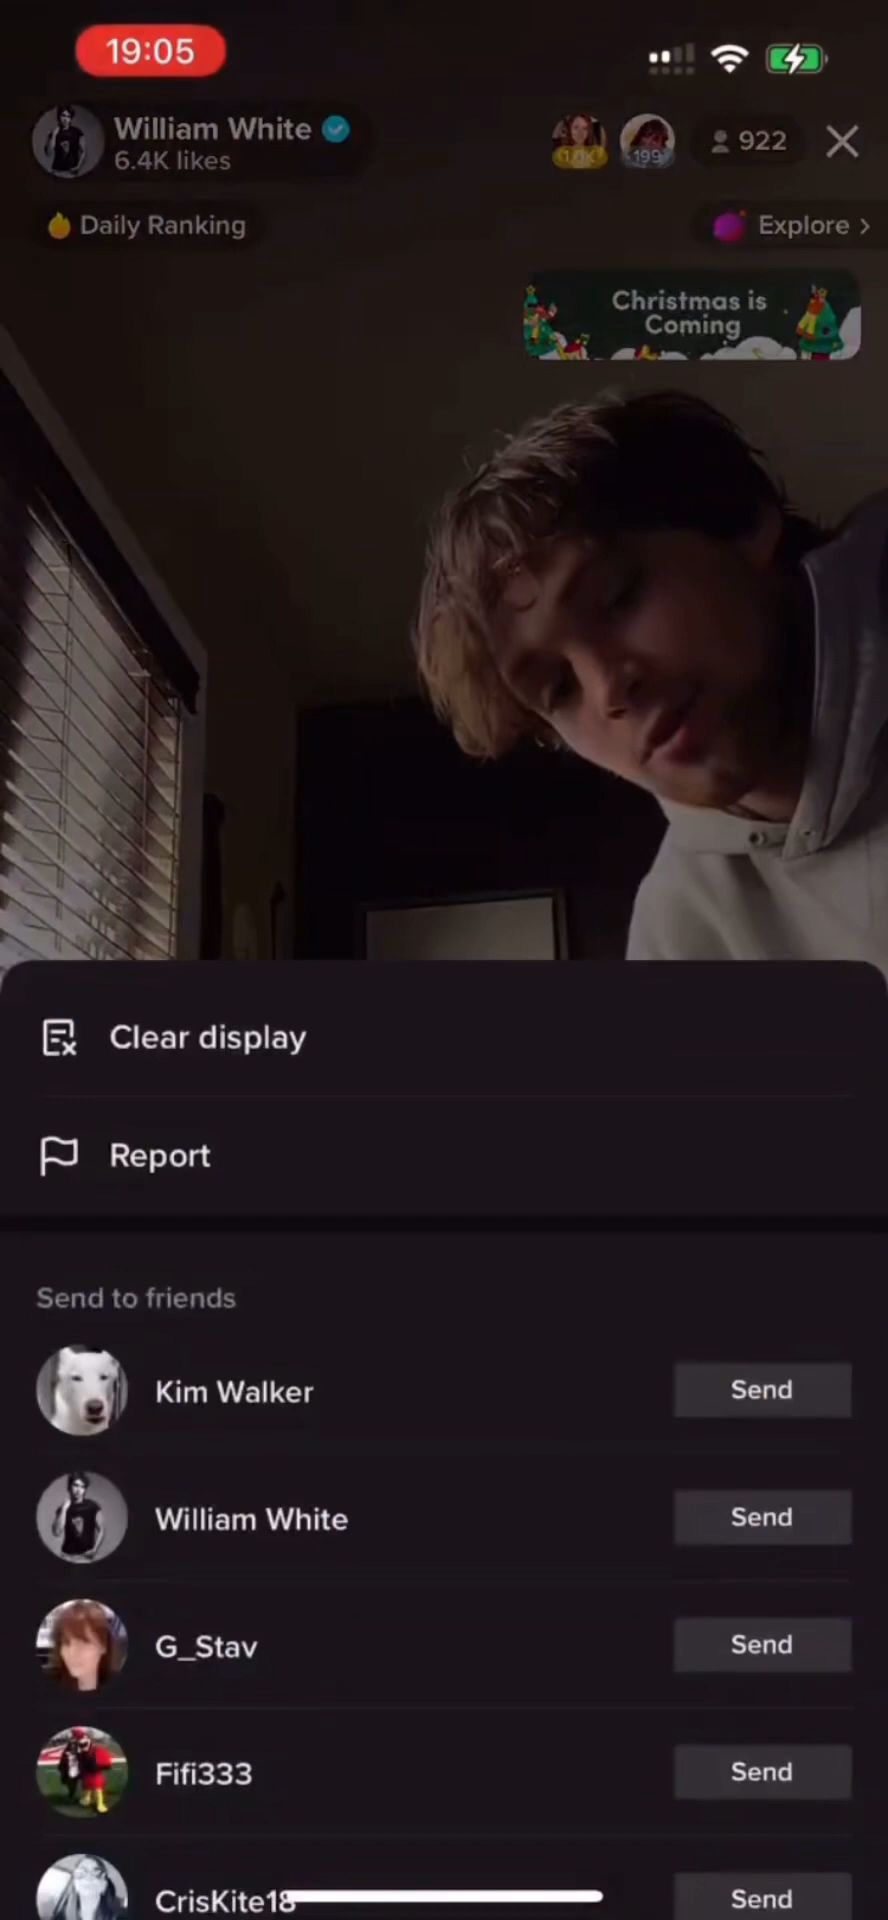 19:05
William White
6.4K likes
199
922
Daily Ranking
Explore >
Christmas is
Coming
Clear display
Report
Send to friends
Kim Walker
Send
William White
Send
G_Stav
Send
Fifi333
Send
CrisKite18
Send